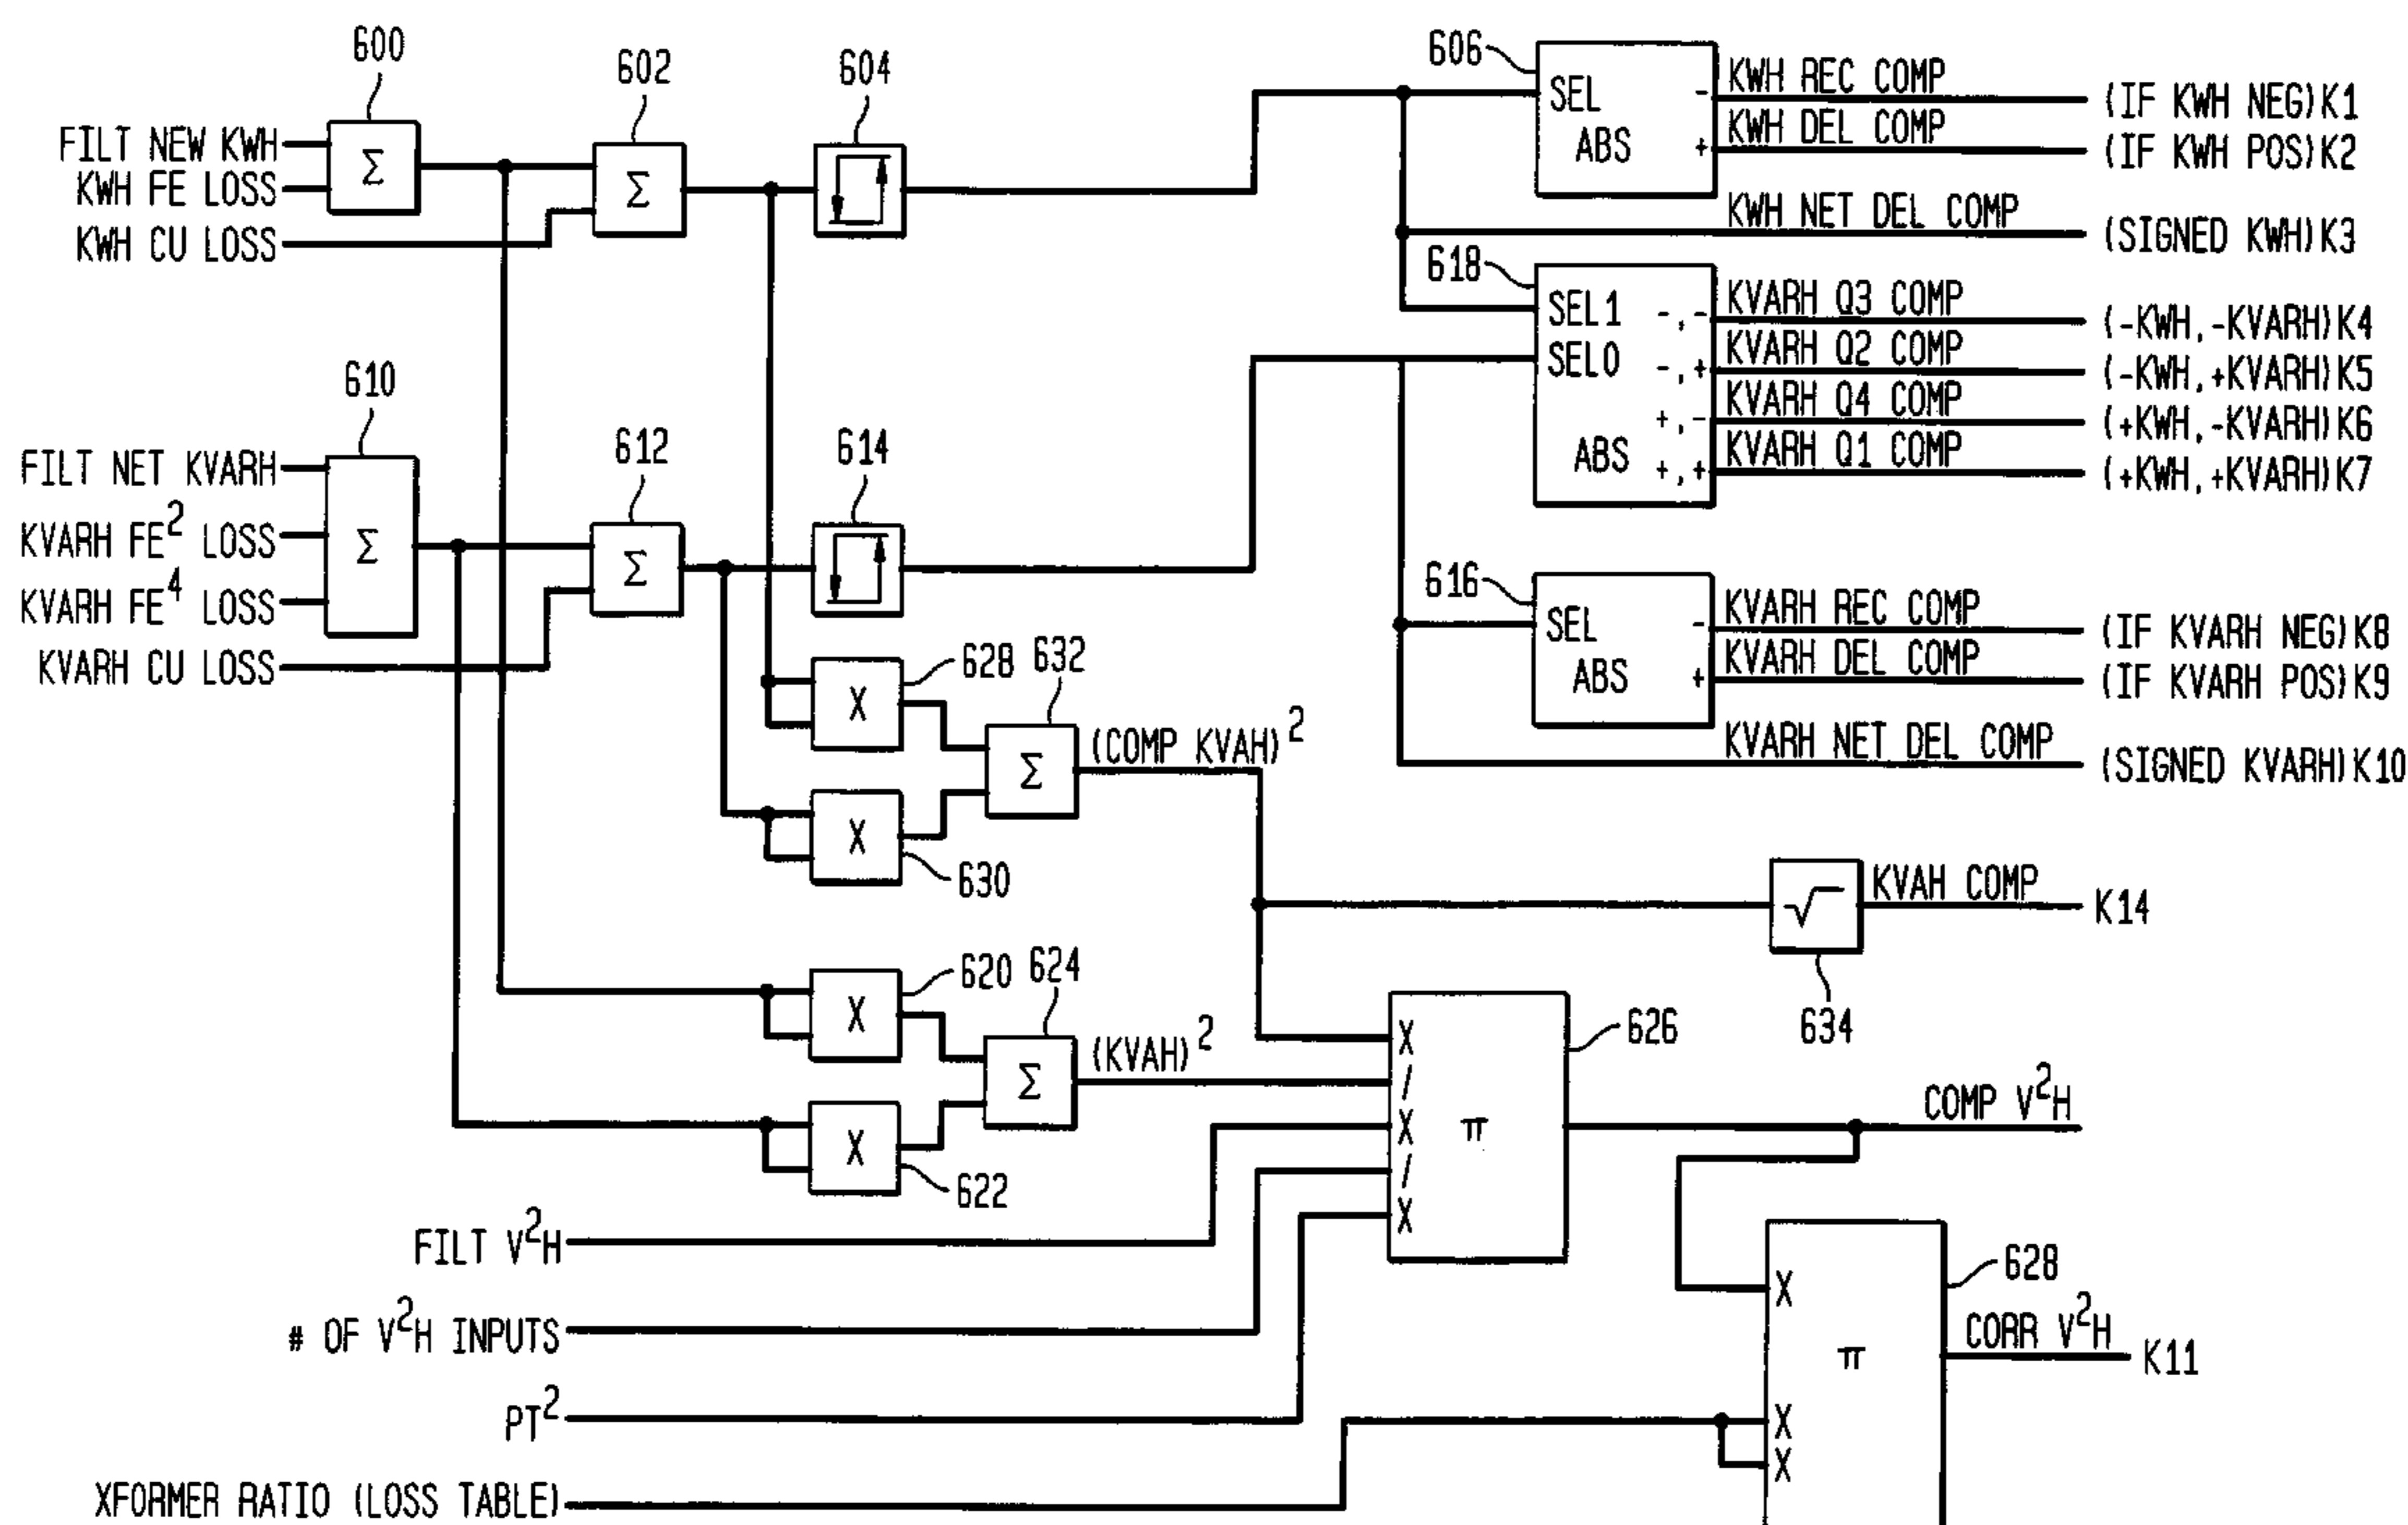 600
602
604
606
FILT NEW KWH
KWH FE LOSS
KWH CU LOSS
Σ
Σ
SEL
ABS
-
+
KWH REC COMP
(IF KWH NEG)K1
KWH DEL COMP
(IF KWH POS)K2
KWH NET DEL COMP
(SIGNED KWH)K3
618
SEL1
SEL0
ABS
-,-
-,+
+,-
+,+
KVARH Q3 COMP
(-KWH,-KVARH)K4
KVARH Q2 COMP
(-KWH,+KVARH)K5
KVARH Q4 COMP
(+KWH,-KVARH)K6
KVARH Q1 COMP
(+KWH,+KVARH)K7
610
612
614
FILT NET KVARH
KVARH FE² LOSS
KVARH FE⁴ LOSS
KVARH CU LOSS
Σ
Σ
616
SEL
ABS
-
+
KVARH REC COMP
(IF KVARH NEG)K8
KVARH DEL COMP
(IF KVARH POS)K9
KVARH NET DEL COMP
(SIGNED KVARH)K10
628
632
X
Σ
(COMP KVAH)²
X
630
√
KVAH COMP
K14
634
620
624
X
Σ
(KVAH)²
X
622
X
/
X
/
X
π
626
COMP V²H
FILT V²H
# OF V²H INPUTS
PT²
XFORMER RATIO (LOSS TABLE)
X
X
X
π
628
CORR V²H
K11